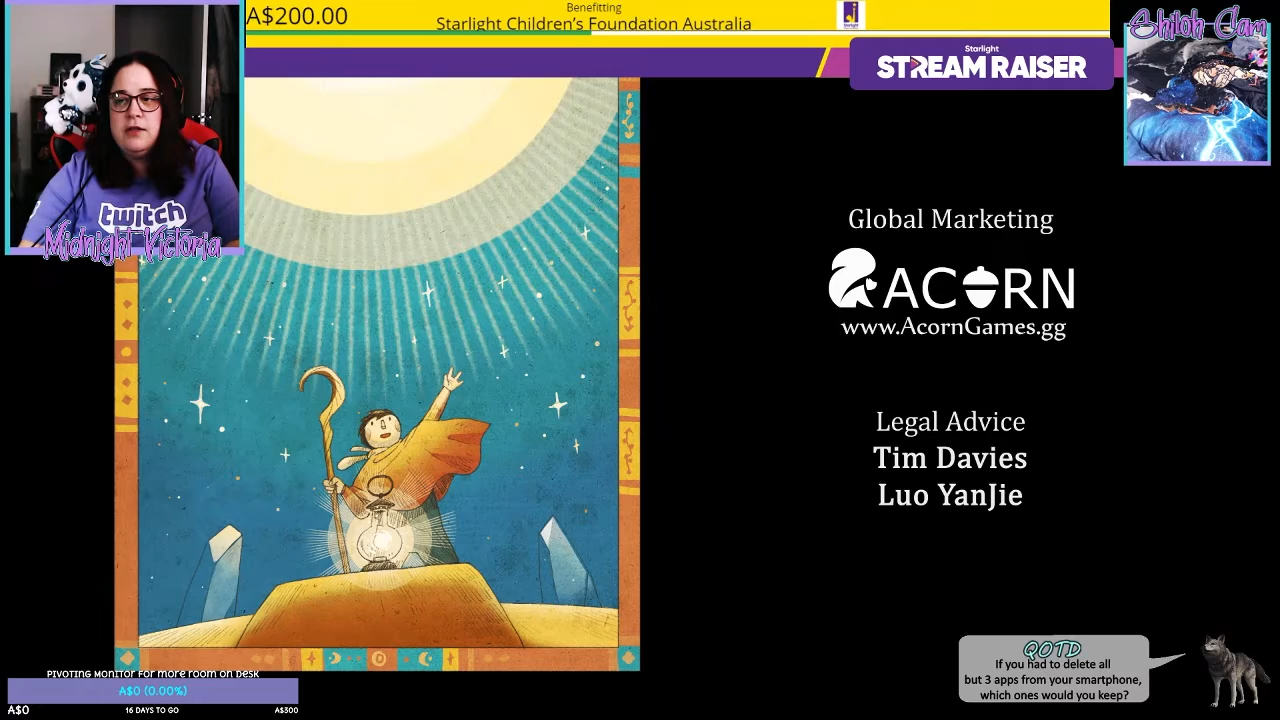 A$200.00
Benefitting
Starlight Children's Foundation Australia
Starlight
STREAM RAISER
Shiloh Cam
twitch
Midnight Victoria
Global Marketing
ACORN
www.AcornGames.gg
Legal Advice
Tim Davies
Luo YanJie
PIVOTING MONITOR FOR MORE ROOM ON DESK
A$0 (0.00%)
A$0
16 DAYS TO GO
A$300
QOTD
If you had to delete all
but 3 apps from your smartphone,
which ones would you keep?